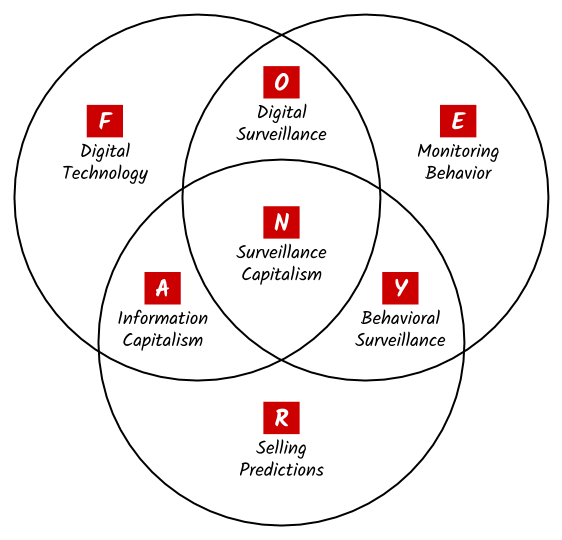 O
Digital
Surveillance
F
Digital
Technology
E
Monitoring
Behavior
N
Surveillance
Capitalism
A
Information
Capitalism
Y
Behavioral
Surveillance
R
Selling
Predictions